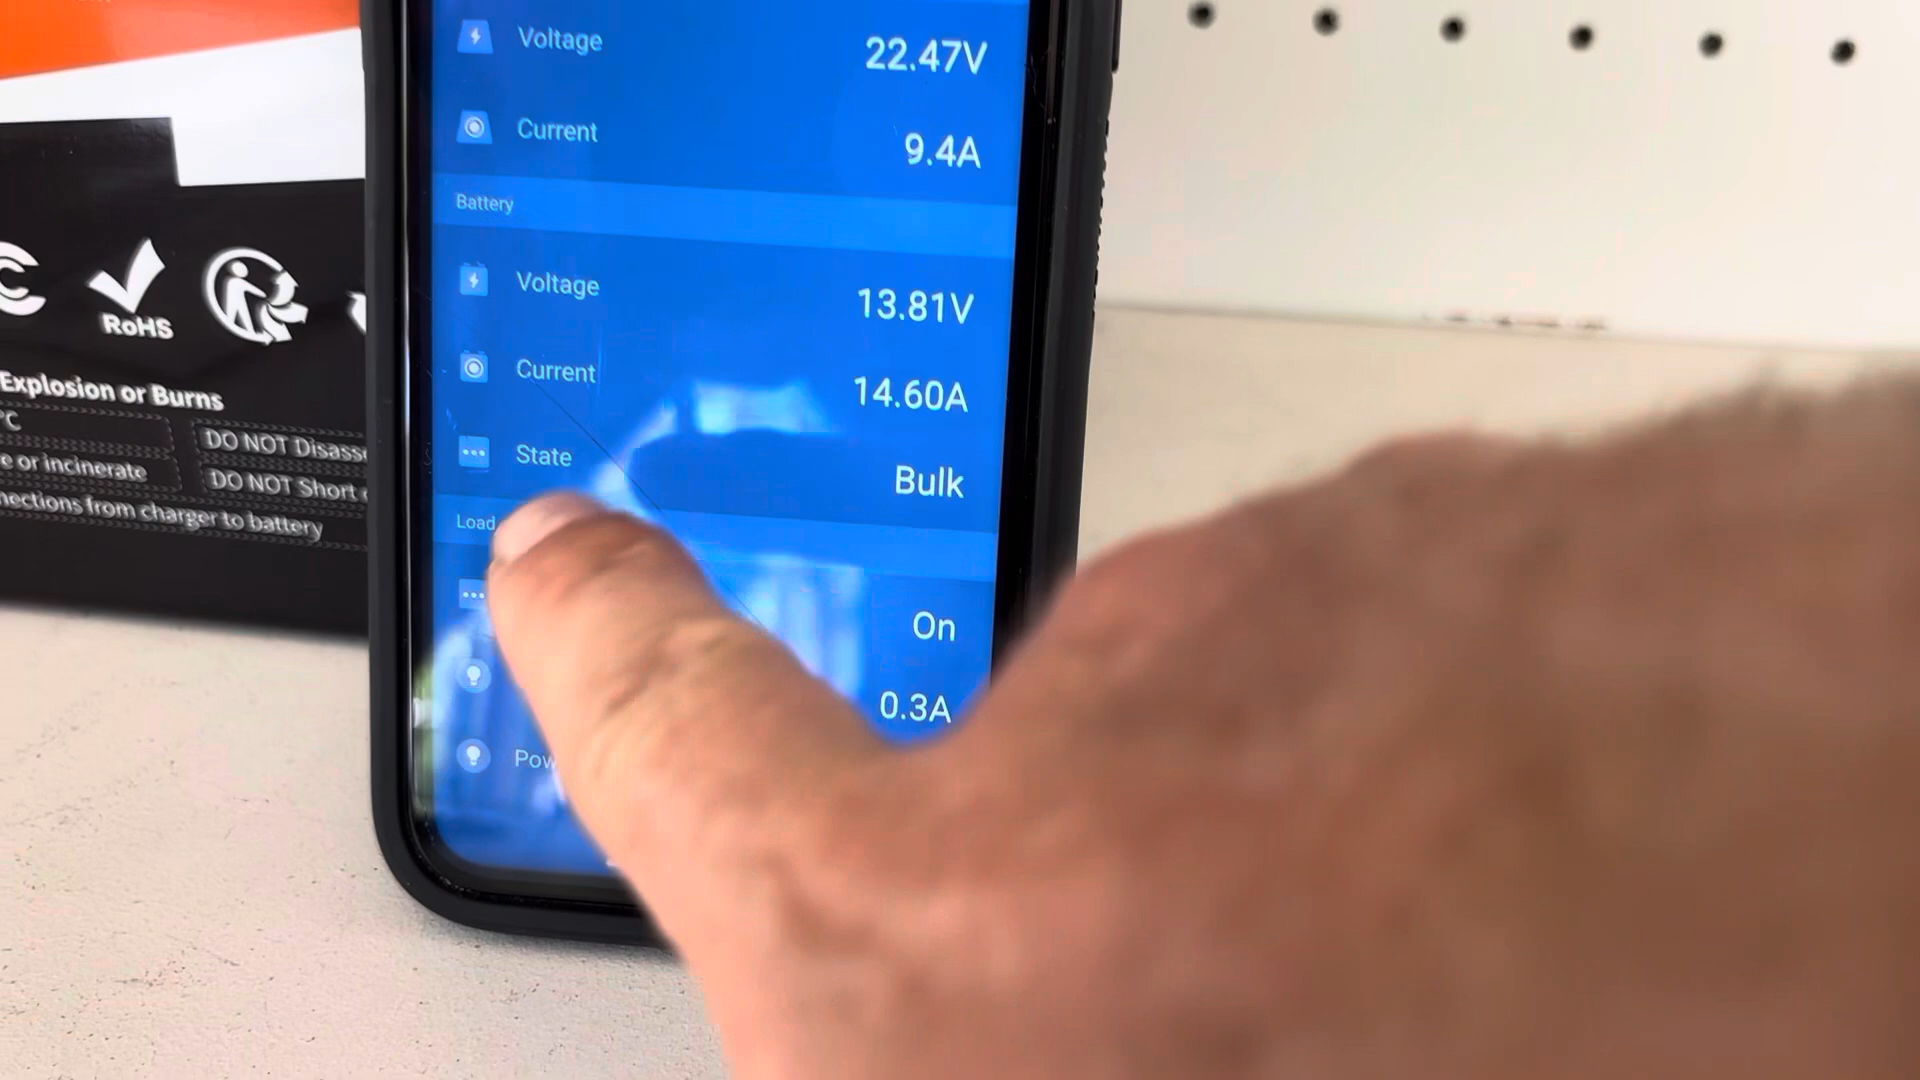 Voltage 22.47V
Current 9.4A
Battery
Voltage 13.81V
Current 14.60A
State Bulk
Load
On
0.3A
Pow
C
RoHS
Explosion or Burns
°C
DO NOT Disass
e or incinerate
DO NOT Short
nections from charger to battery